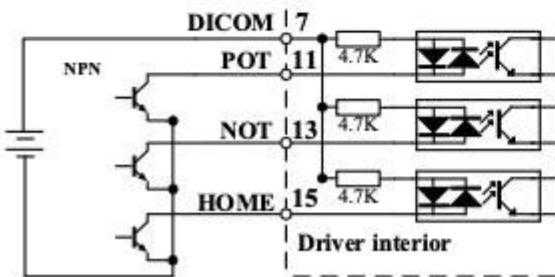 DICOM 7
4.7K
NPN
POT 11
4.7K
NOT 13
4.7K
HOME 15
Driver interior